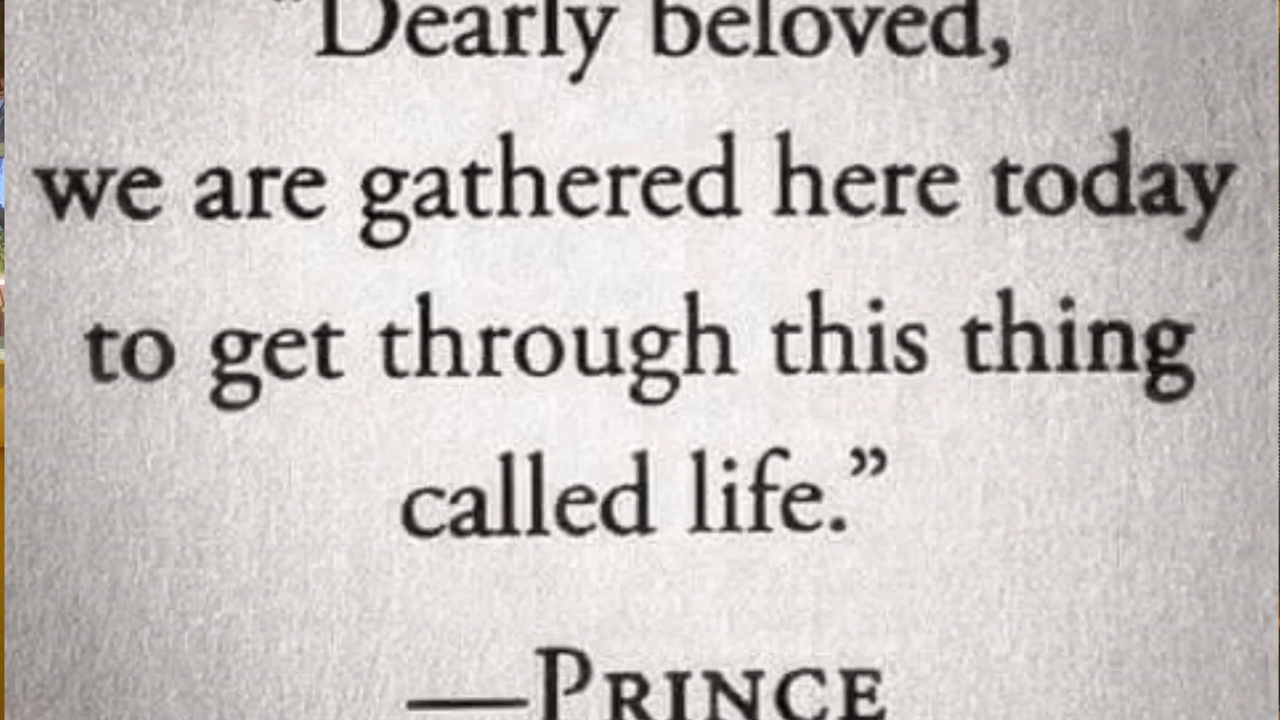 “Dearly beloved,
we are gathered here today
to get through this thing
called life.”
—PRINCE